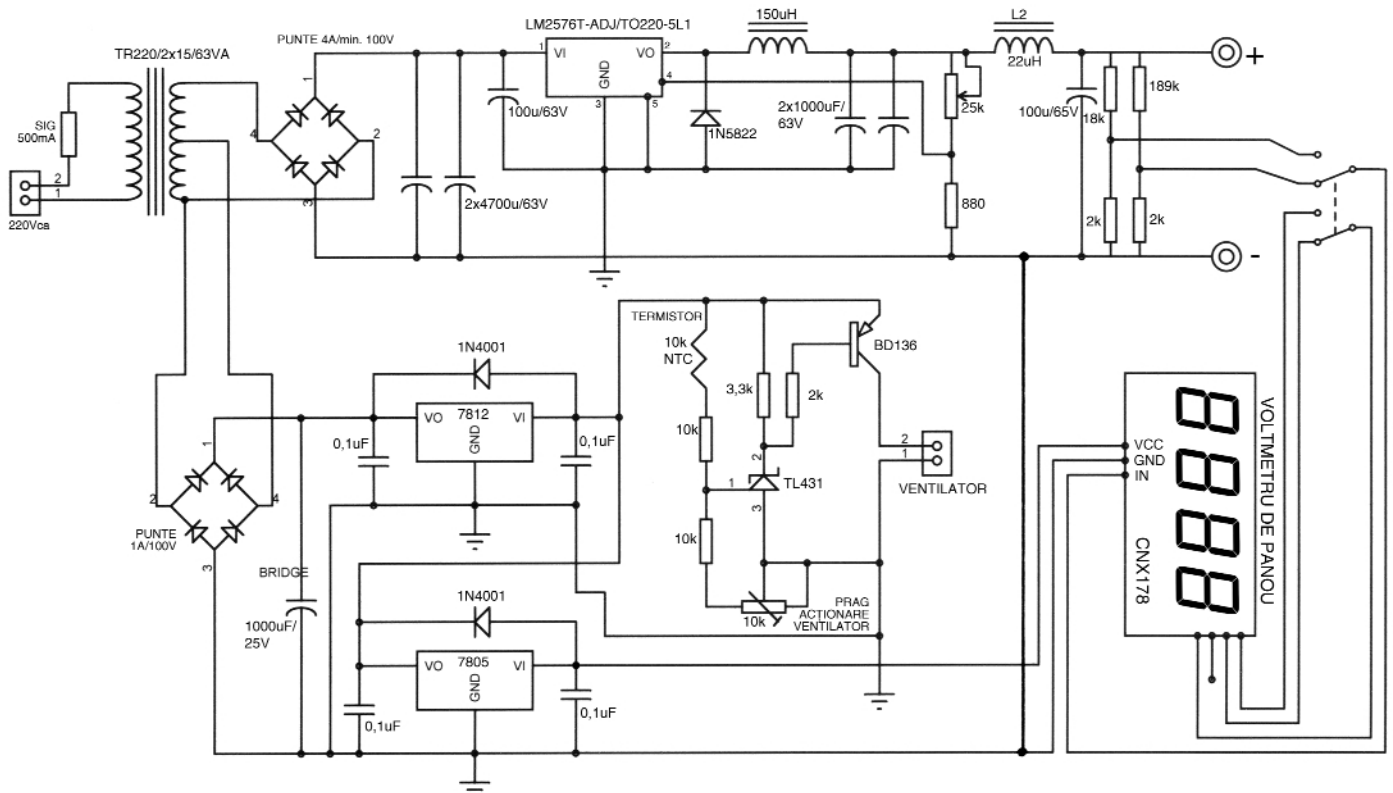 TR220/2x15/63VA
SIG
500mA
2
1
220Vca
PUNTE 4A/min. 100V
1
4
2
3
2x4700u/63V
100u/63V
LM2576T-ADJ/TO220-5L1
1
VI
VO
2
GND
4
3
5
1N5822
150uH
2x1000uF/
63V
25k
880
L2
22uH
100u/65V
18k
189k
2k
2k
+
-
1
2
4
3
PUNTE
1A/100V
BRIDGE
1000uF/
25V
1N4001
VO
7812
VI
GND
0,1uF
0,1uF
1N4001
VO
7805
VI
GND
0,1uF
0,1uF
TERMISTOR
10k
NTC
10k
10k
3,3k
2k
BD136
2
1
TL431
3
10k
PRAG
ACTIONARE
VENTILATOR
2
1
VENTILATOR
VCC
GND
IN
CNX178
8888
VOLTMETRU DE PANOU